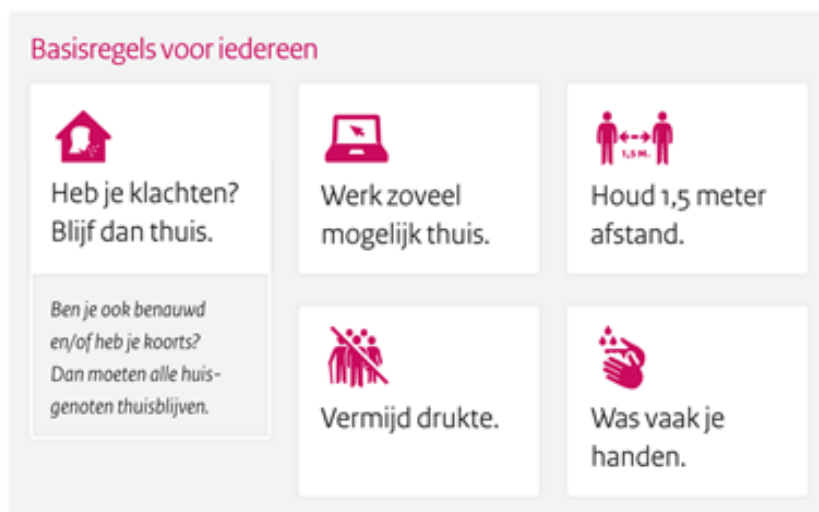 Basisregels voor iedereen
Heb je klachten?
Blijf dan thuis.
Ben je ook benauwd
en/of heb je koorts?
Dan moeten alle huis-
genoten thuisblijven.
Werk zoveel
mogelijk thuis.
1,5 M.
Houd 1,5 meter
afstand.
Vermijd drukte.
Was vaak je
handen.